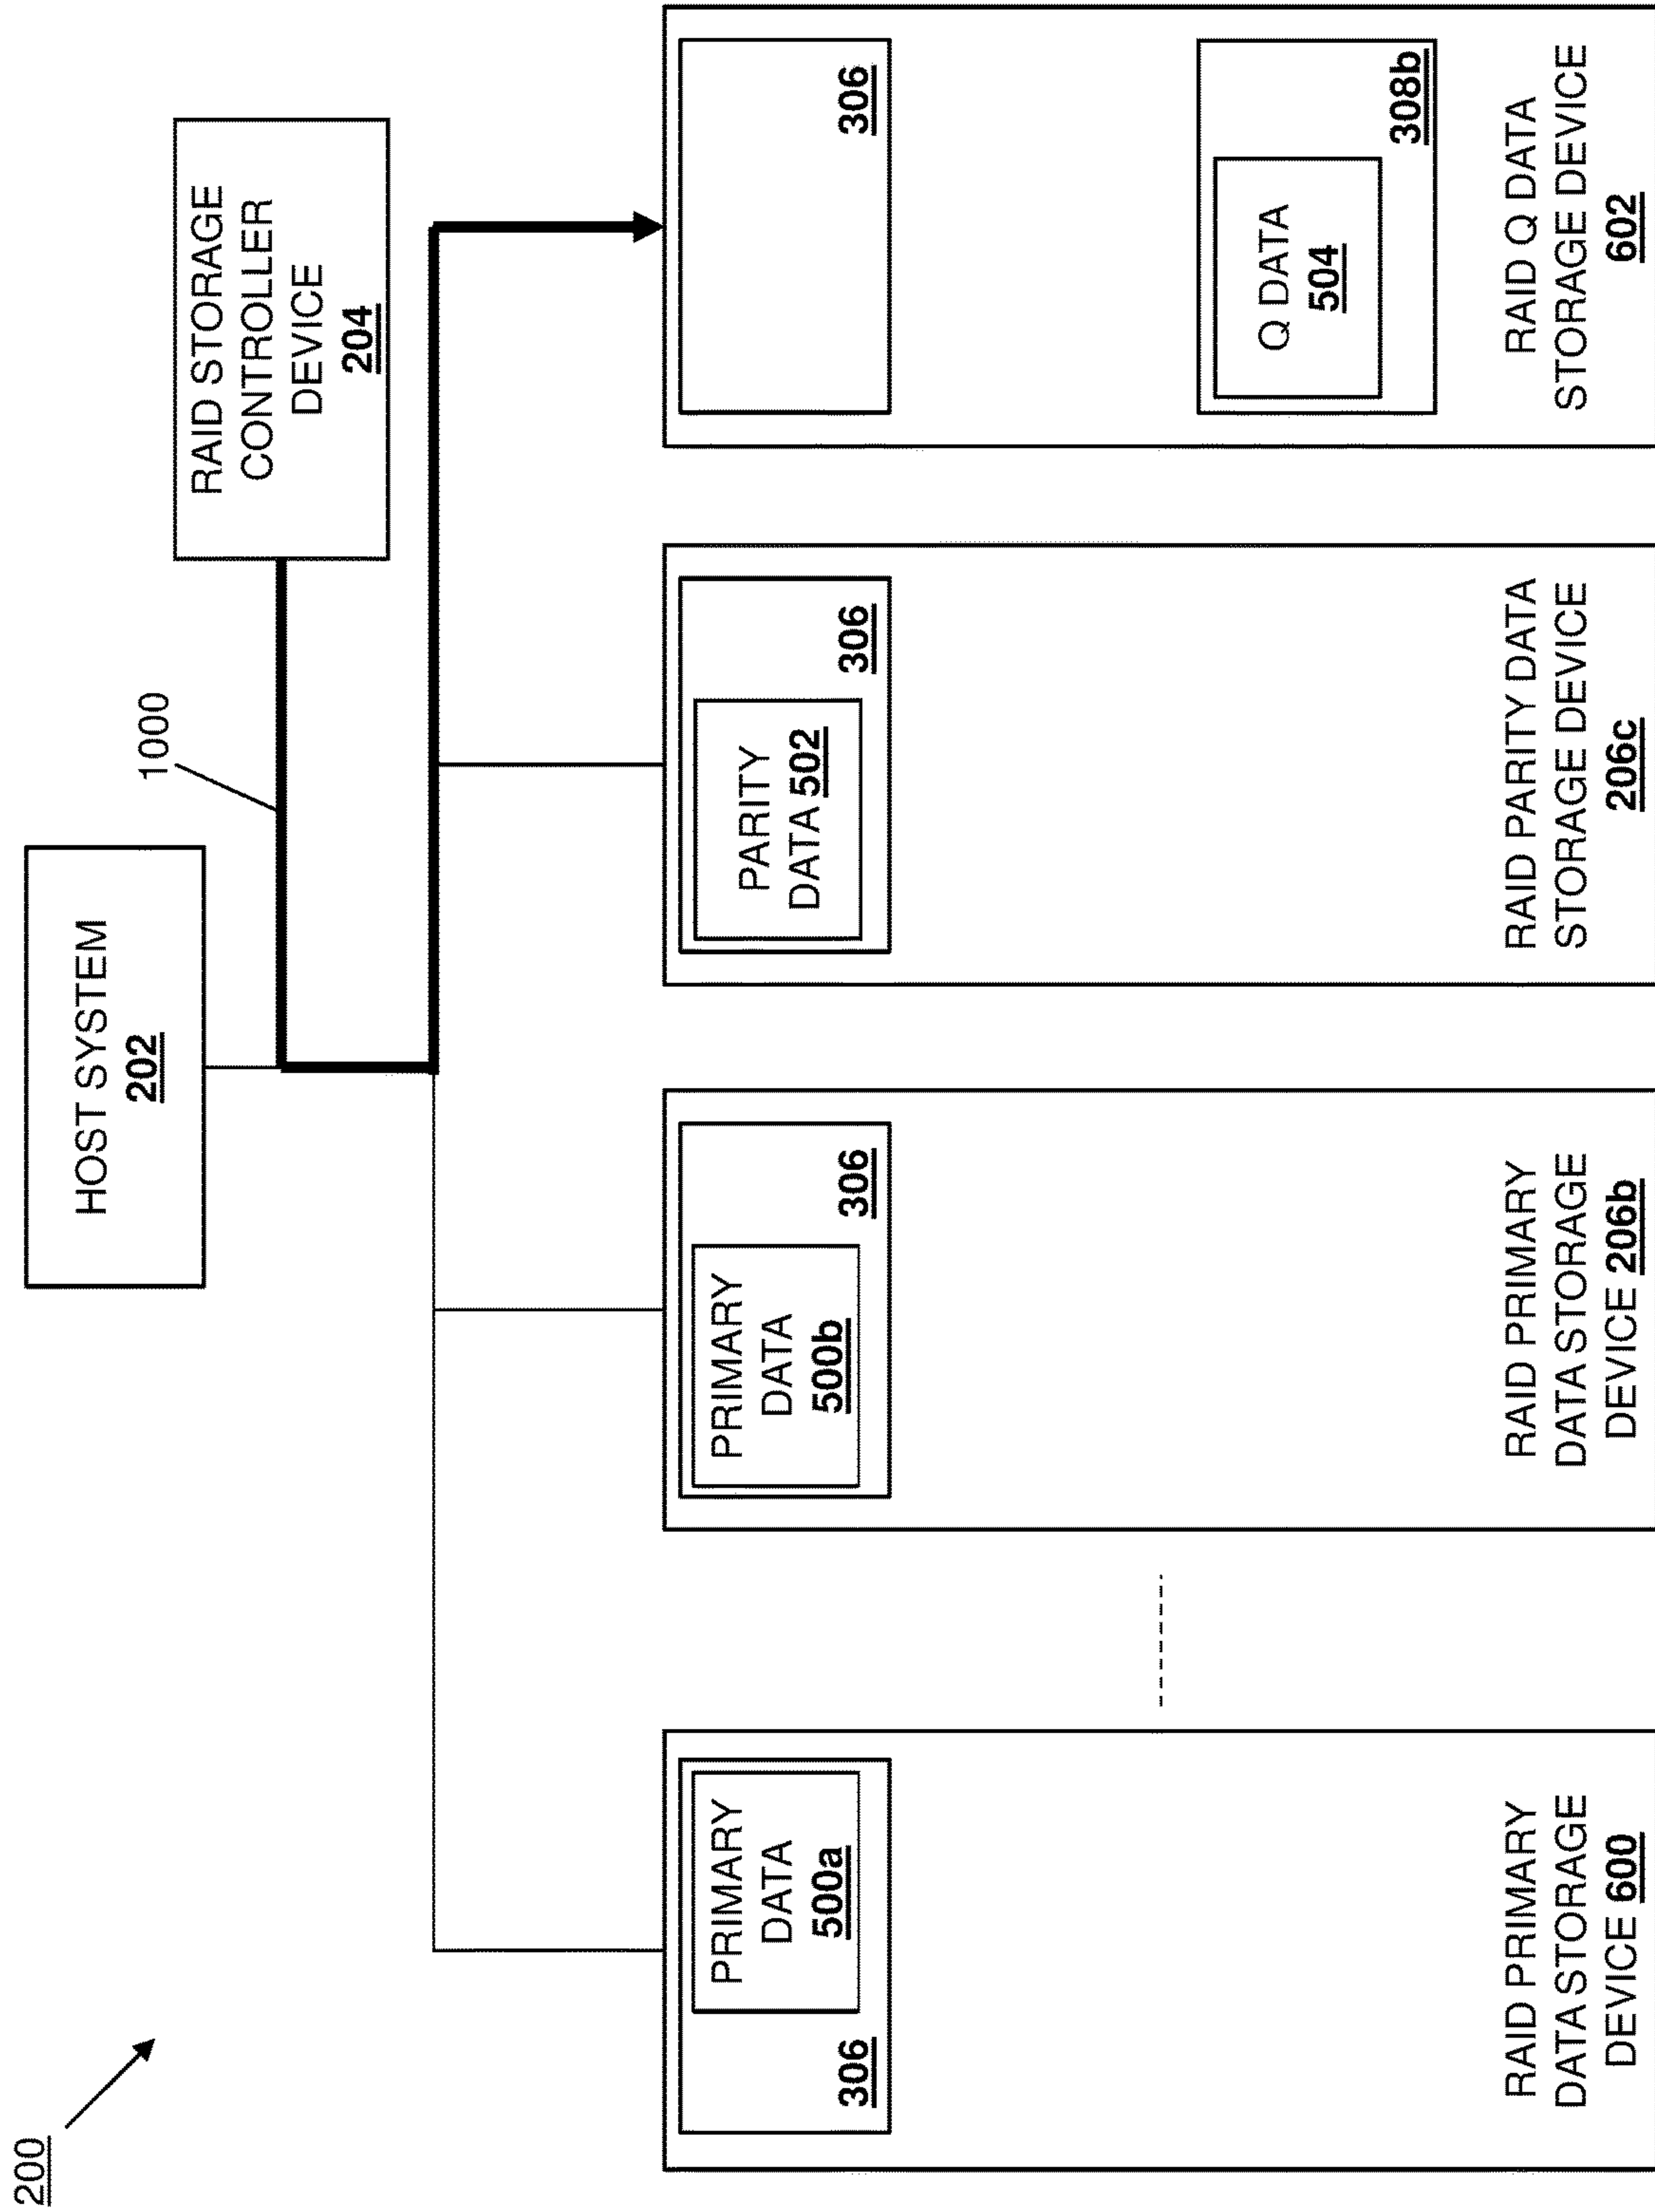 200
HOST SYSTEM
202
1000
RAID STORAGE
CONTROLLER
DEVICE
204
PRIMARY
DATA
500a
306
RAID PRIMARY
DATA STORAGE
DEVICE 600
PRIMARY
DATA
500b
306
RAID PRIMARY
DATA STORAGE
DEVICE 206b
PARITY
DATA 502
306
RAID PARITY DATA
STORAGE DEVICE
206c
306
Q DATA
504
308b
RAID Q DATA
STORAGE DEVICE
602